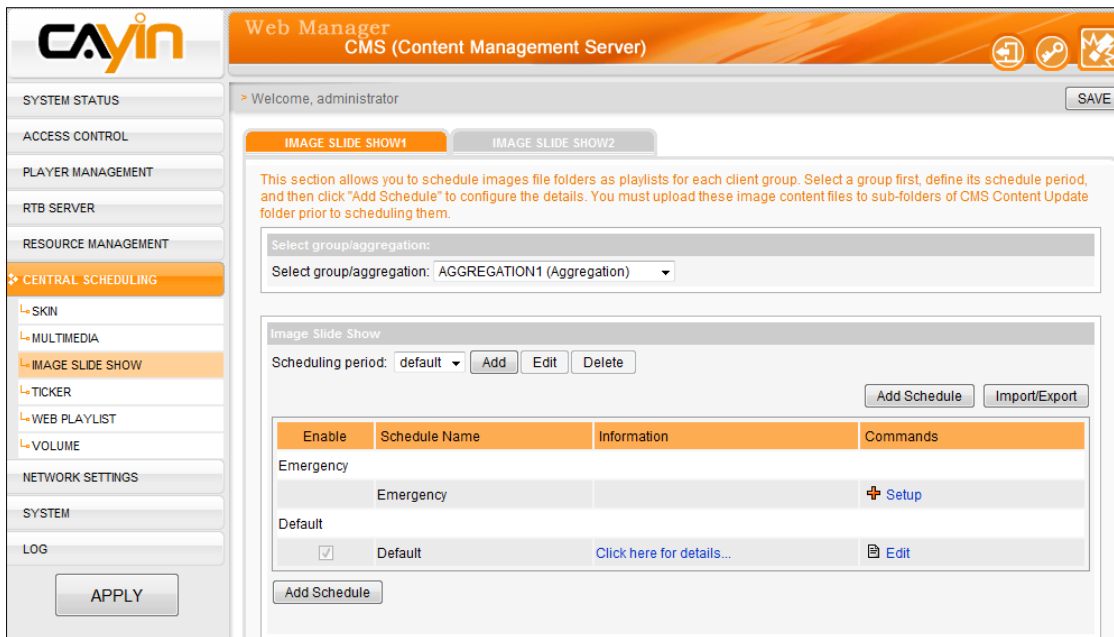 CAYIN
Web Manager
CMS (Content Management Server)
SYSTEM STATUS
ACCESS CONTROL
PLAYER MANAGEMENT
RTB SERVER
RESOURCE MANAGEMENT
CENTRAL SCHEDULING
SKIN
MULTIMEDIA
IMAGE SLIDE SHOW
TICKER
WEB PLAYLIST
VOLUME
NETWORK SETTINGS
SYSTEM
LOG
APPLY
> Welcome, administrator
SAVE
IMAGE SLIDE SHOW1 IMAGE SLIDE SHOW2
This section allows you to schedule images file folders as playlists for each client group. Select a group first, define its schedule period,
and then click "Add Schedule" to configure the details. You must upload these image content files to sub-folders of CMS Content Update
folder prior to scheduling them.
Select group/aggregation:
Select group/aggregation: AGGREGATION1 (Aggregation)
Image Slide Show
Scheduling period: default Add Edit Delete
Add Schedule Import/Export
Enable Schedule Name Information Commands
Emergency
Emergency Setup
Default
Default Click here for details... Edit
Add Schedule